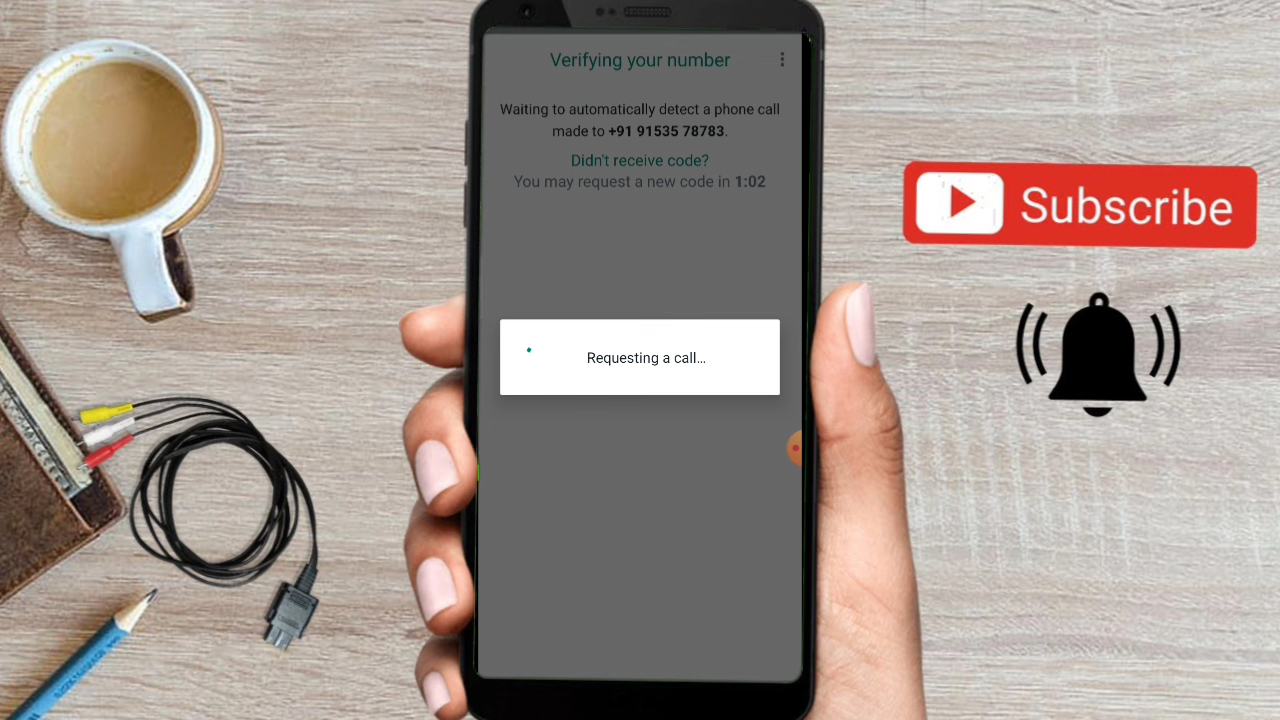 Verifying your number
Waiting to automatically detect a phone call
made to +91 91535 78783.
Didn't receive code?
You may request a new code in 1:02
Requesting a call...
Subscribe